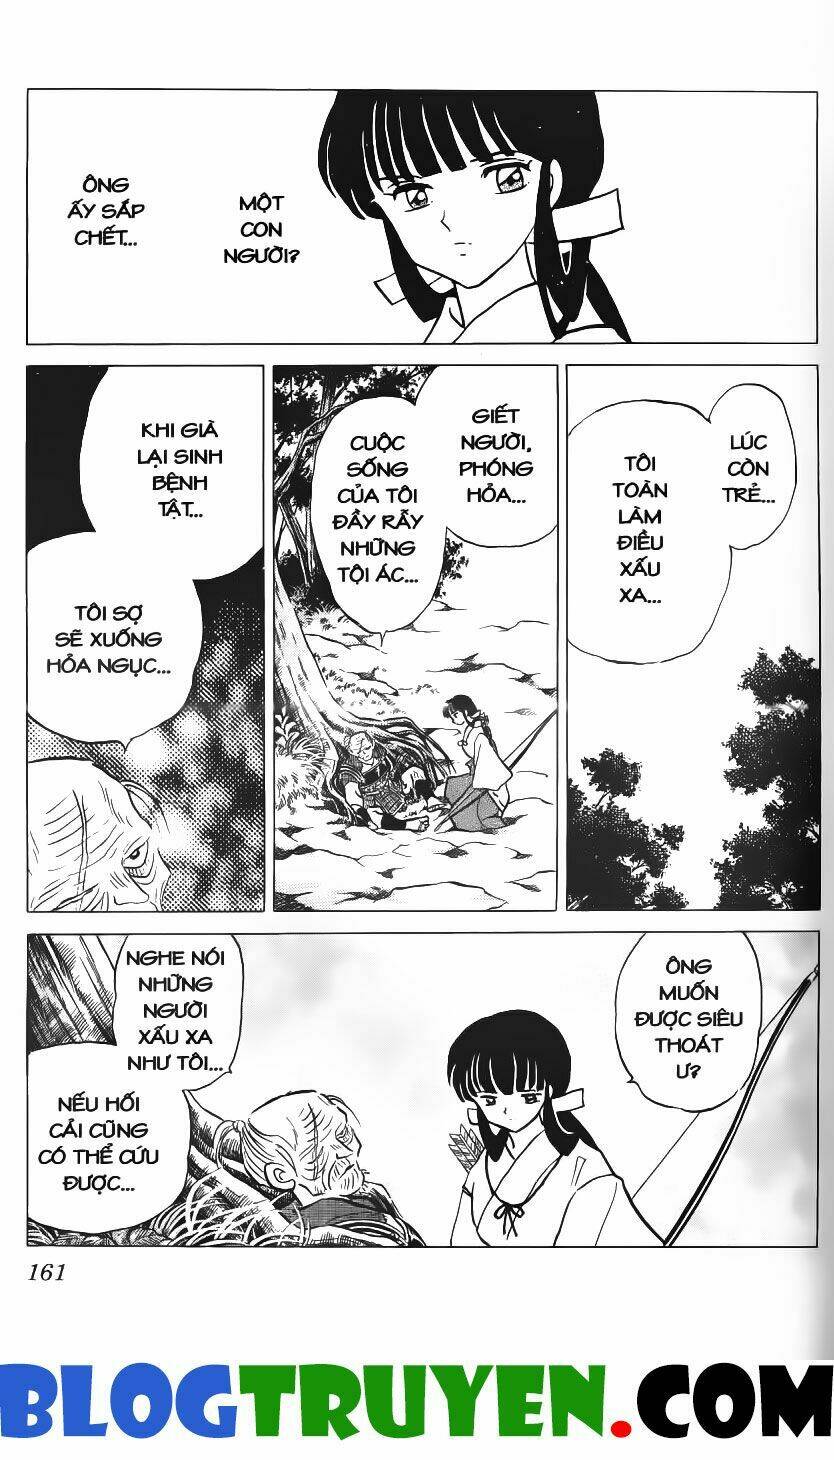 MỘT
CON
NGƯỜI?
ÔNG
ẤY SẮP
CHẾT...
LÚC
CÒN
TRẺ...
TÔI
TOÀN
LÀM
ĐIỀU
XẤU
XA...
GIẾT
NGƯỜI,
PHÓNG
HỎA...
CUỘC
SỐNG
CỦA TÔI
ĐẦY RẪY
NHỮNG
TỘI ÁC...
KHI GIÀ
LẠI SINH
BỆNH
TẬT...
TÔI SỢ
SẼ XUỐNG
HỎA NGỤC...
ÔNG
MUỐN
ĐƯỢC SIÊU
THOÁT
Ư?
NGHE NÓI
NHỮNG
NGƯỜI
XẤU XA
NHƯ TÔI...
NẾU HỐI
CẢI CŨNG
CÓ THỂ CỨU
ĐƯỢC...
161
BLOGTRUYEN.COM